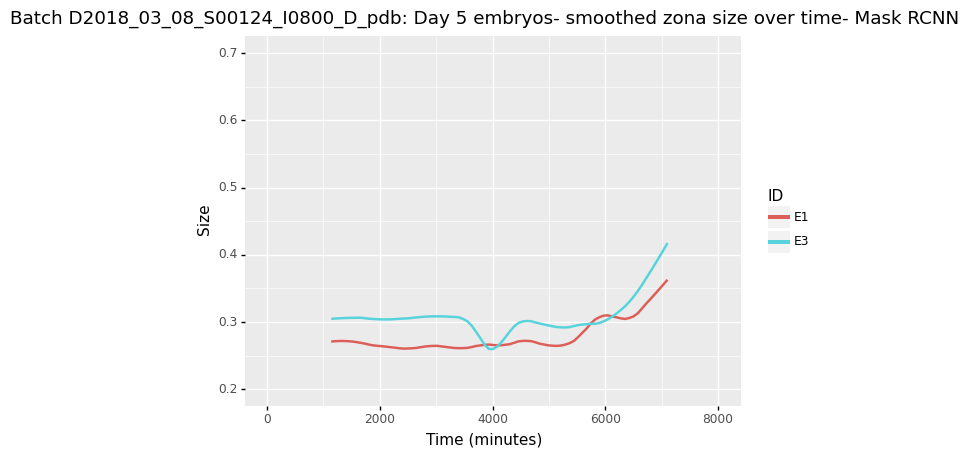 Batch D2018_03_08_S00124_I0800_D_pdb: Day 5 embryos- smoothed zona size over time- Mask RCNN
0.7
0.6
0.5
0.4
0.3
0.2
Size
0 2000 4000 6000 8000
Time (minutes)
ID
E1
E3